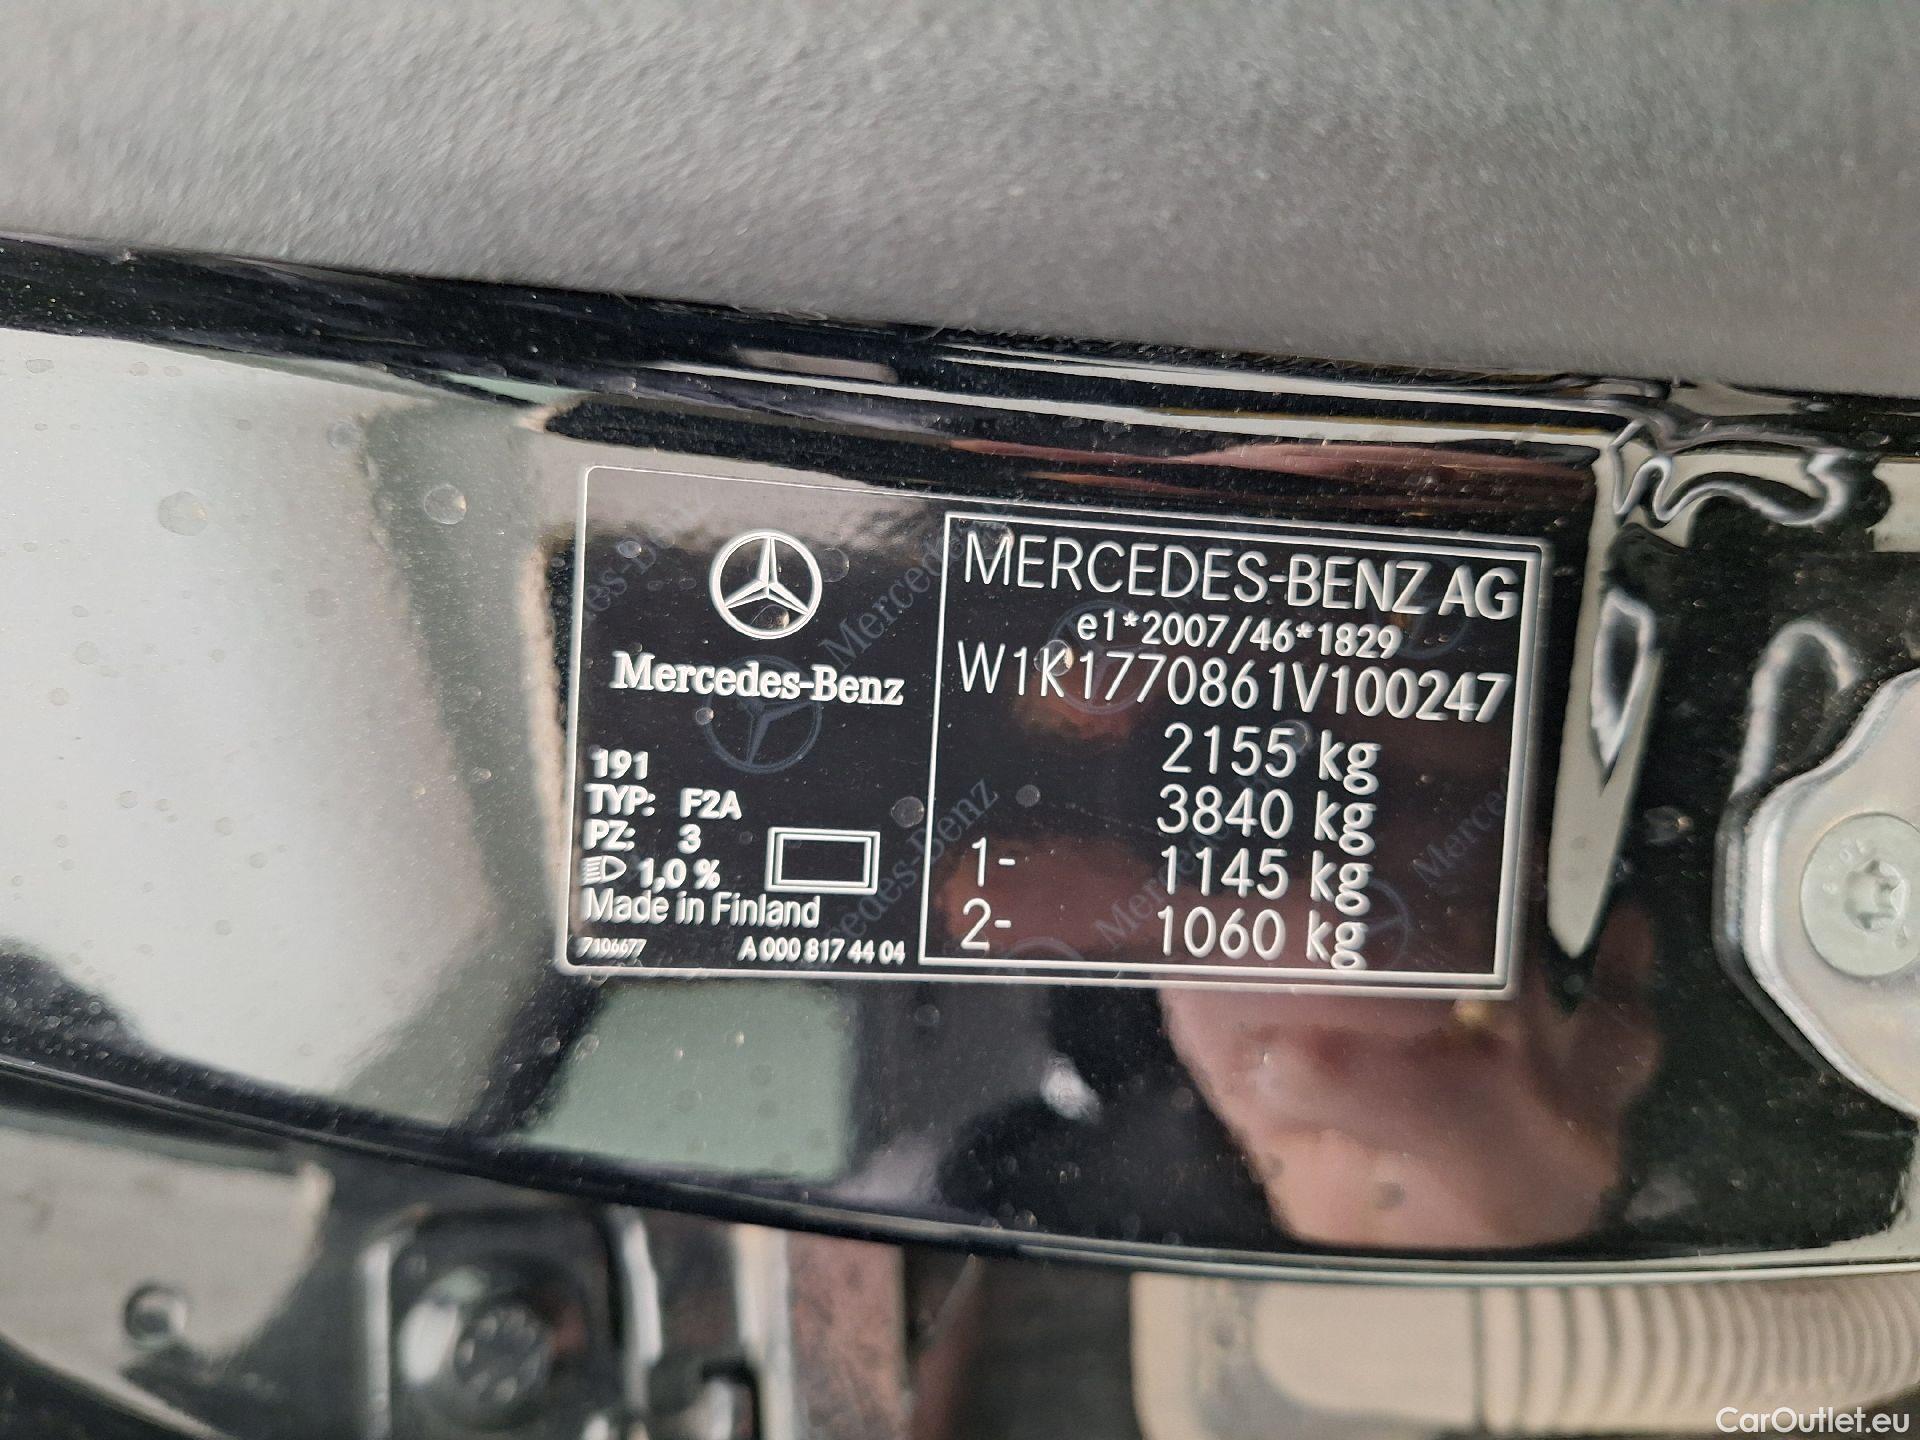 Mercedes-Benz
191
TYP: F2A
PZ: 3
1,0 %
Made in Finland
7106677 A 000 817 44 04
MERCEDES-BENZ AG
e1*2007/46*1829
W1K1770861V100247
2155 kg
3840 kg
1- 1145 kg
2- 1060 kg
CarOutlet.eu